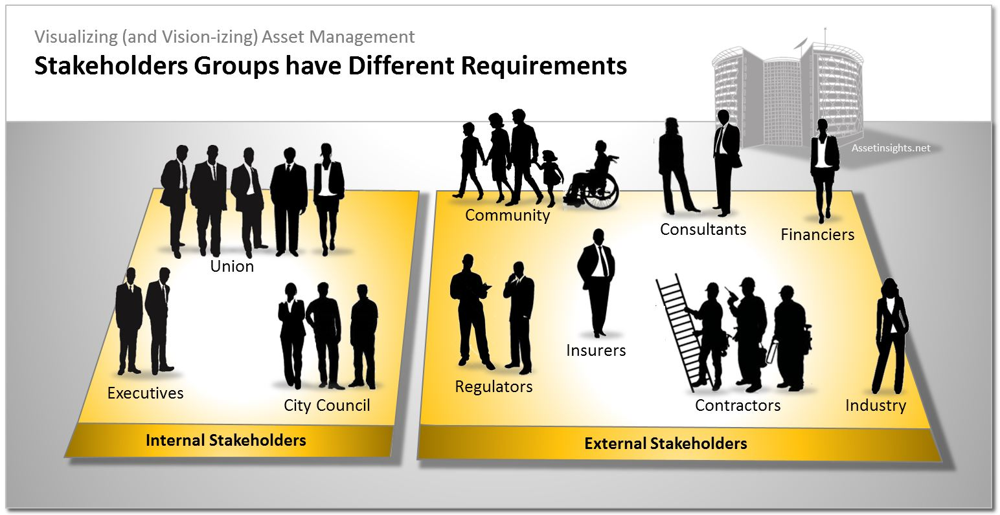 Visualizing (and Vision-izing) Asset Management
Stakeholders Groups have Different Requirements
Assetinsights.net
Community
Consultants
Financiers
Union
Insurers
Executives
City Council
Regulators
Contractors
Industry
Internal Stakeholders
External Stakeholders